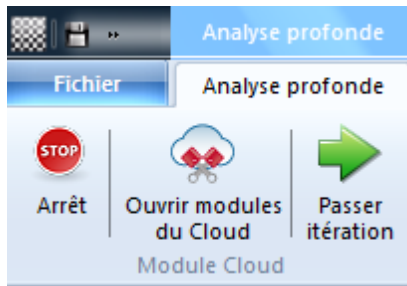 Analyse profonde
Fichier
Analyse profonde
STOP
Arrêt
Ouvrir modules
du Cloud
Passer
itération
Module Cloud